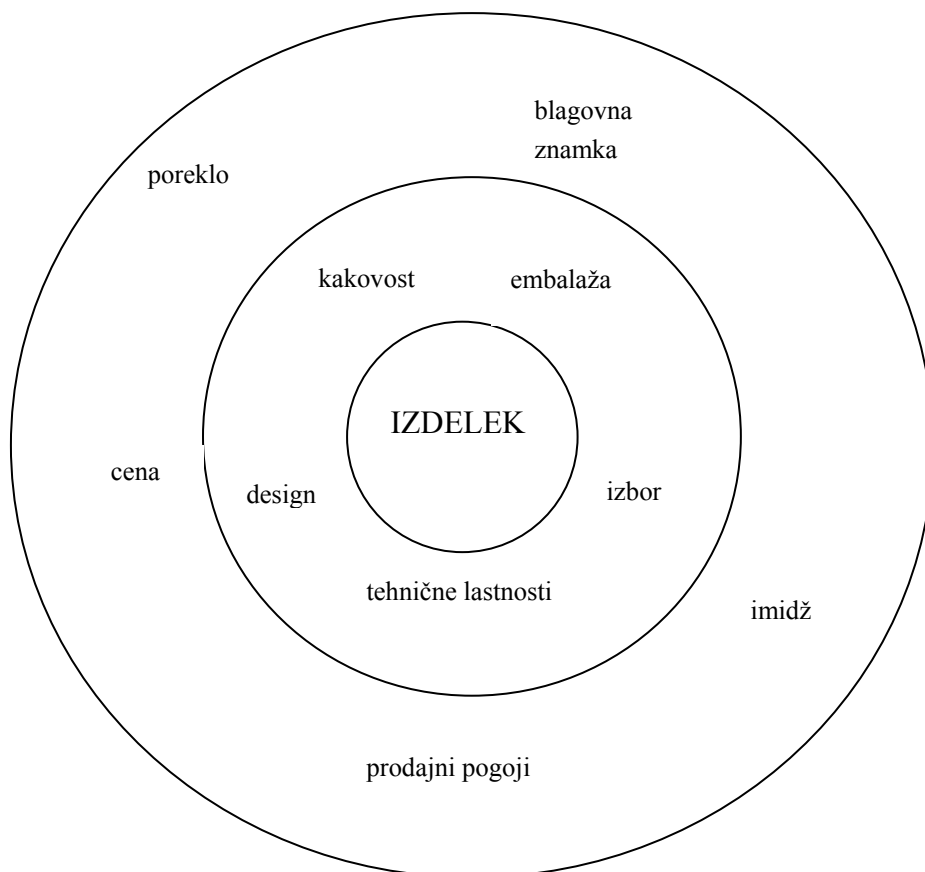 blagovna
znamka
poreklo
kakovost
embalaža
IZDELEK
cena
design
izbor
tehnične lastnosti
imidž
prodajni pogoji